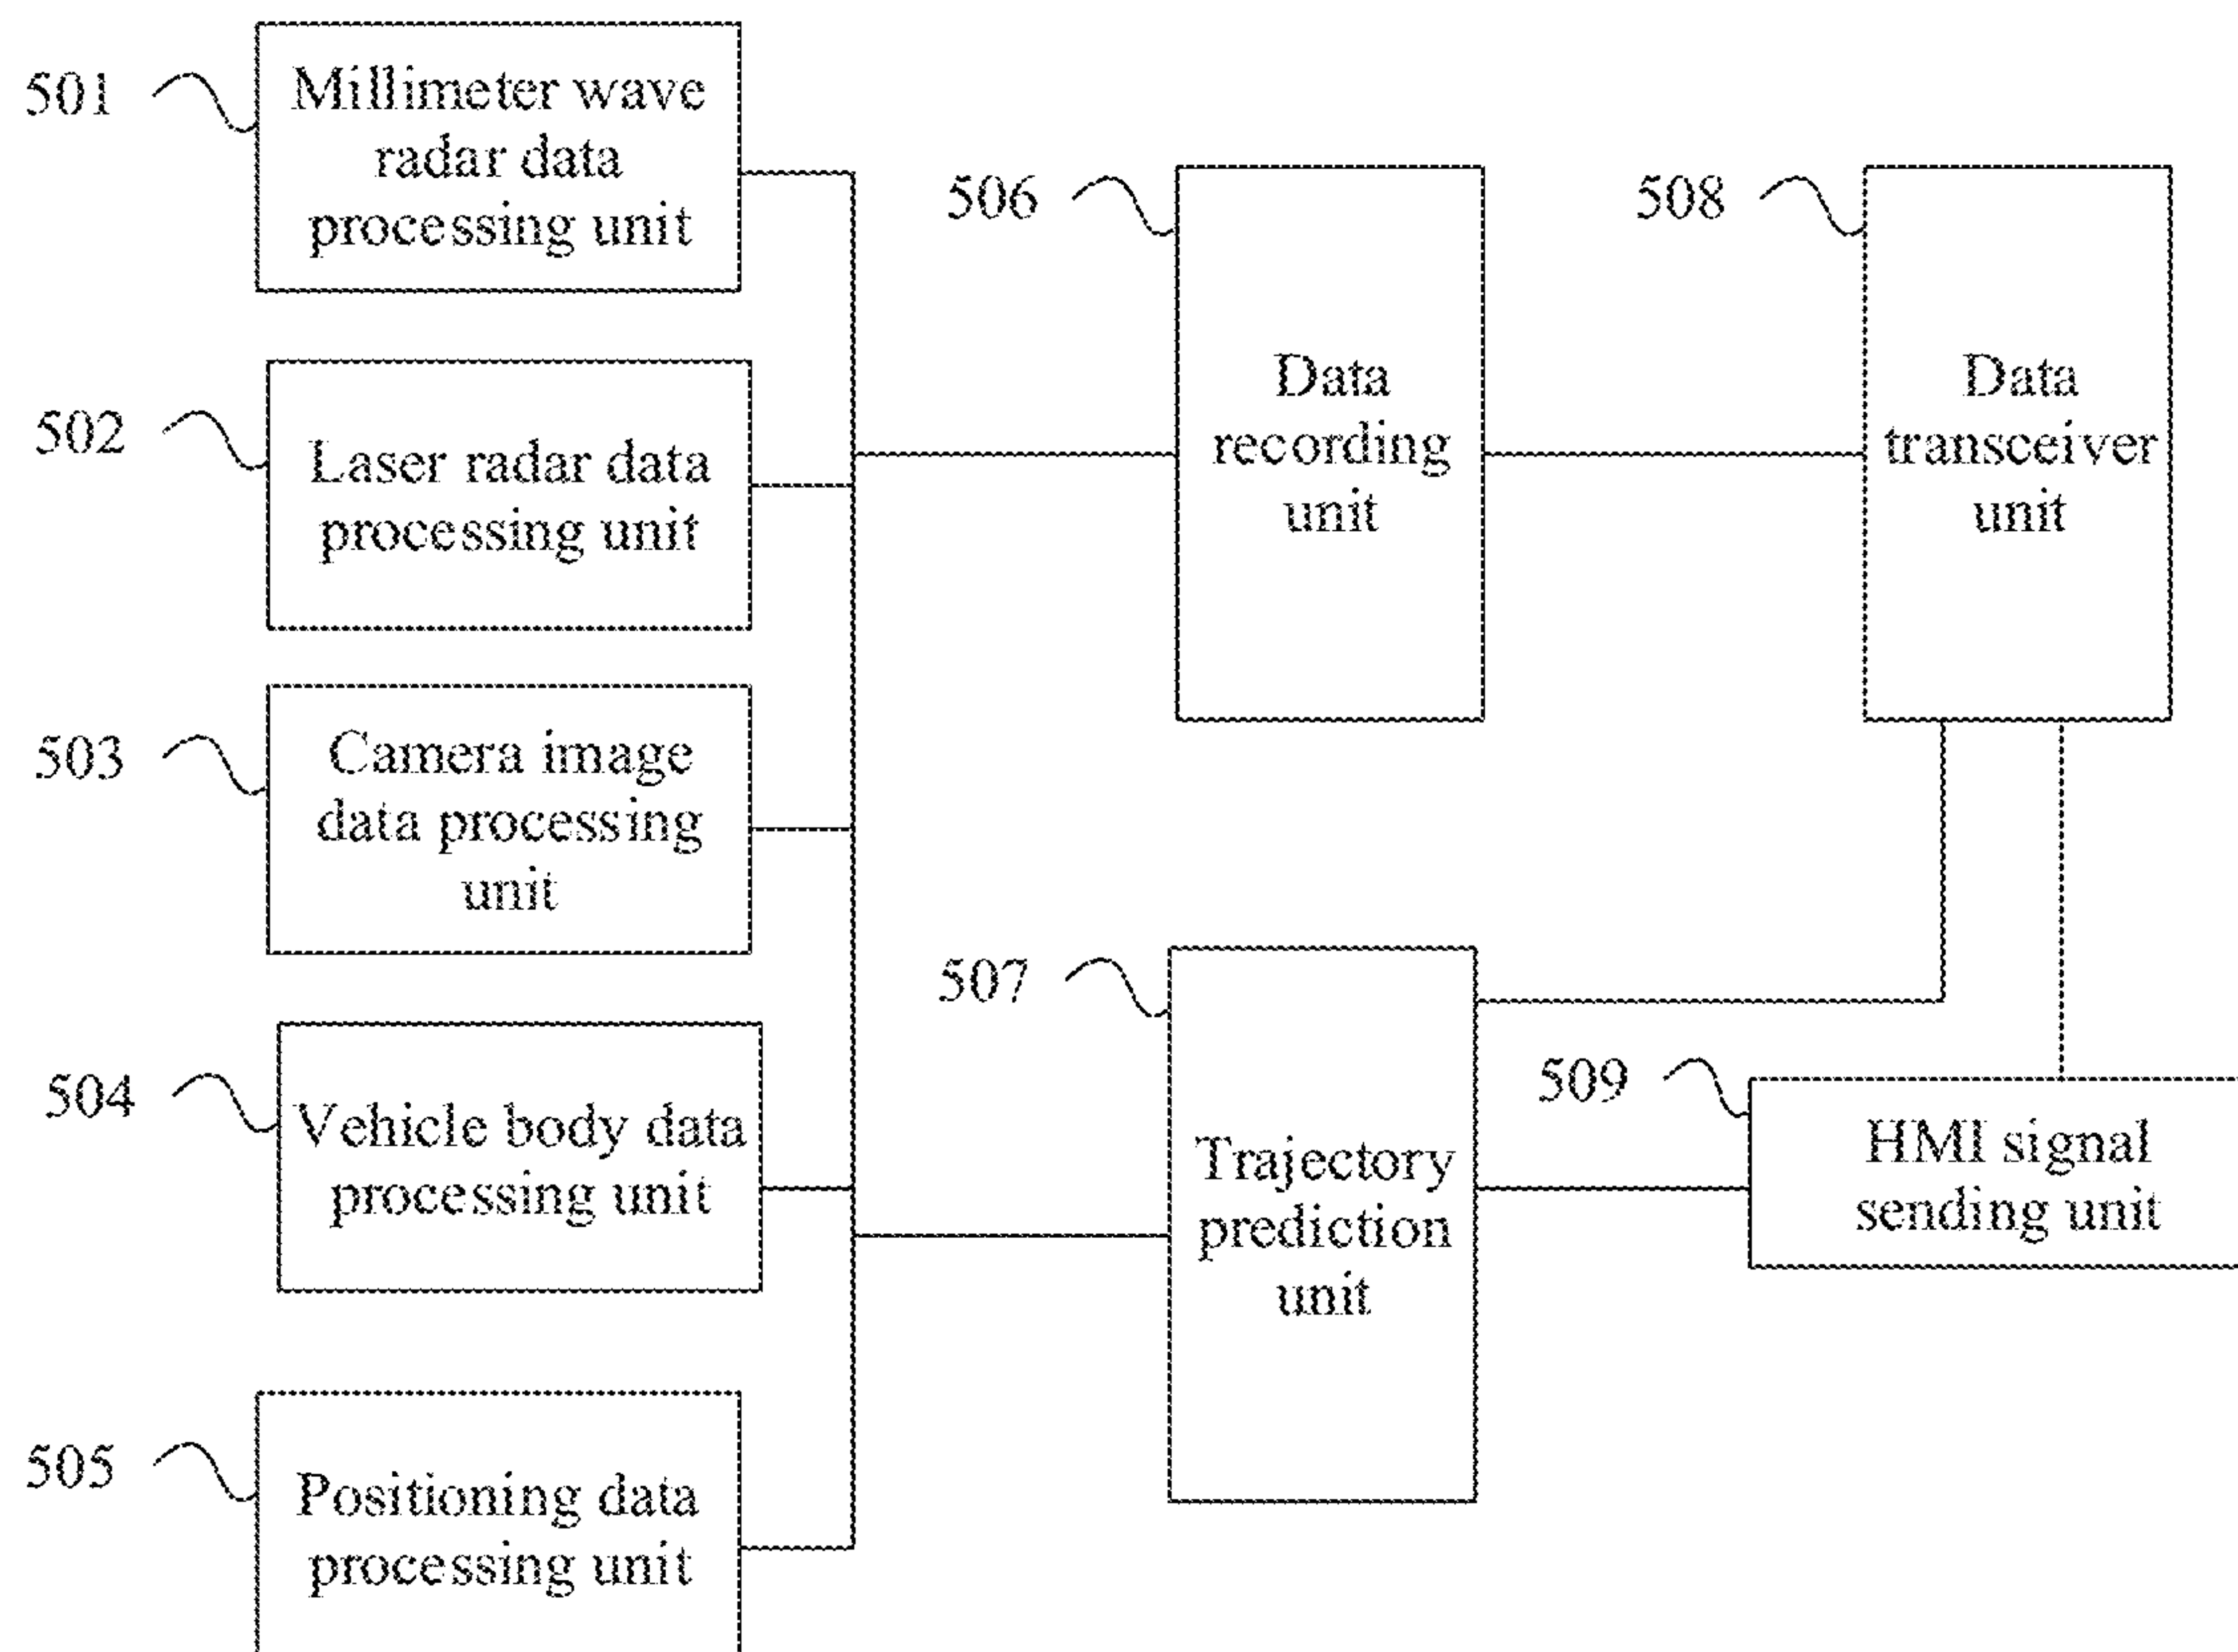 501
Millimeter wave
radar data
processing unit
502
Laser radar data
processing unit
503
Camera image
data processing
unit
504
Vehicle body data
processing unit
505
Positioning data
processing unit
506
Data
recording
unit
507
Trajectory
prediction
unit
508
Data
transceiver
unit
509
HMI signal
sending unit